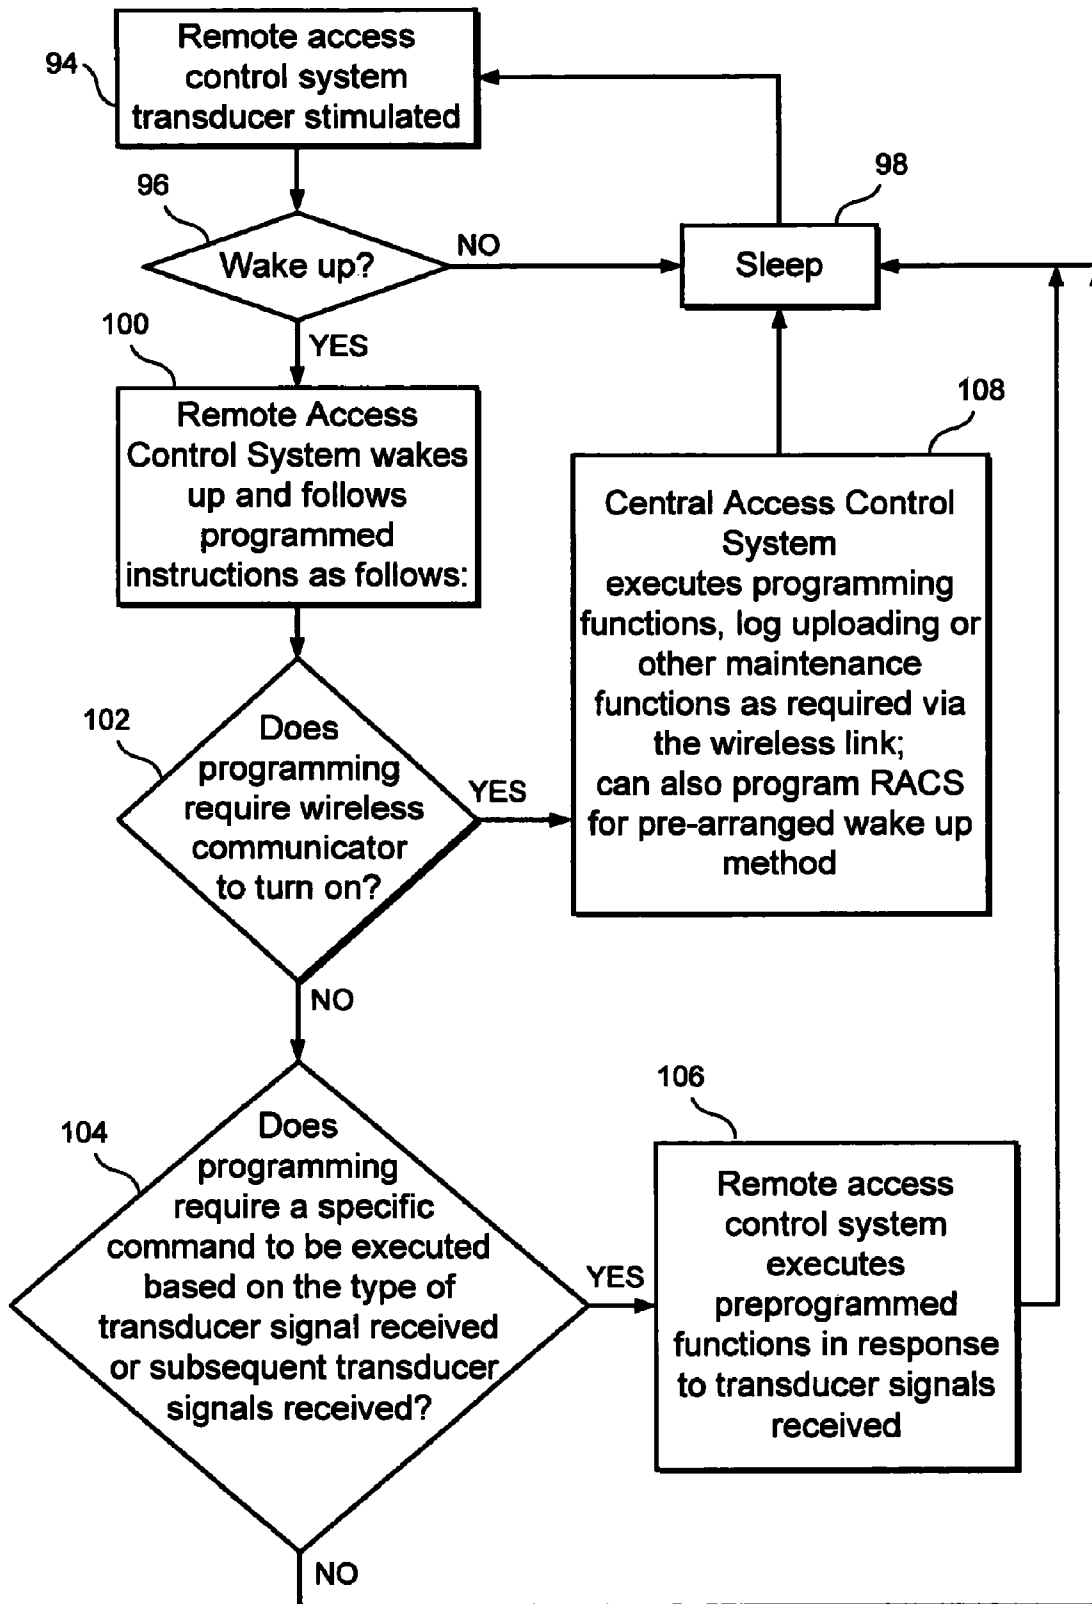 Remote access
control system
transducer stimulated
94
96
Wake up?
NO
98
Sleep
YES
100
Remote Access
Control System wakes
up and follows
programmed
instructions as follows:
108
Central Access Control
System
executes programming
functions, log uploading or
other maintenance
functions as required via
the wireless link;
can also program RACS
for pre-arranged wake up
method
102
Does
programming
require wireless
communicator
to turn on?
YES
NO
104
Does
programming
require a specific
command to be executed
based on the type of
transducer signal received
or subsequent transducer
signals received?
YES
106
Remote access
control system
executes
preprogrammed
functions in response
to transducer signals
received
NO